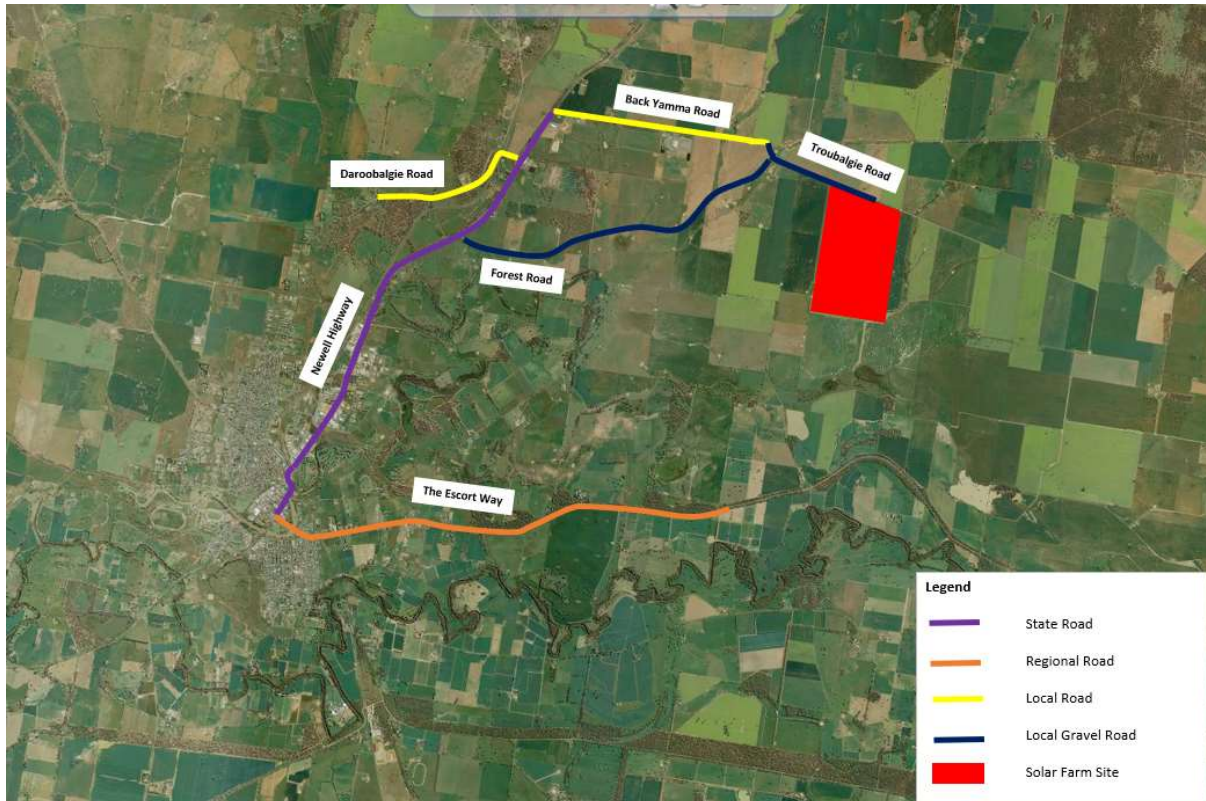 Back Yamma Road
Troubalgie Road
Daroobalgie Road
Forest Road
Newell Highway
The Escort Way
Legend
State Road
Regional Road
Local Road
Local Gravel Road
Solar Farm Site